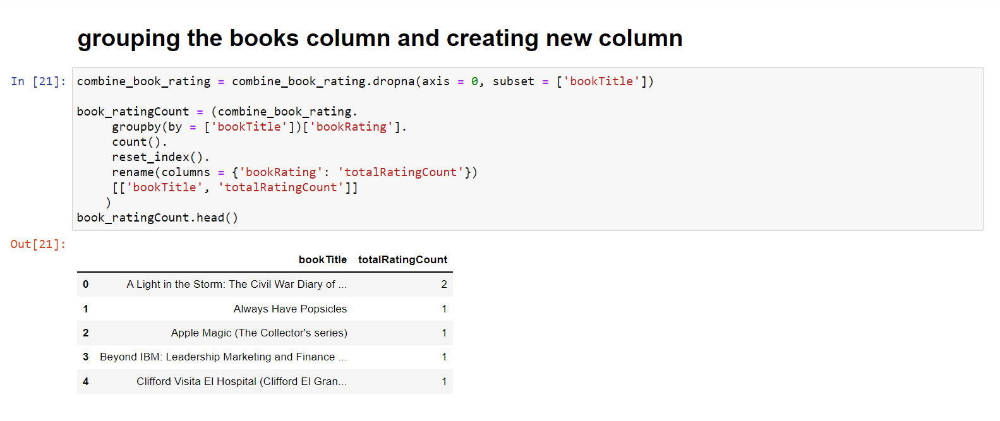 grouping the books column and creating new column
In [21]: combine_book_rating = combine_book_rating.dropna(axis = 0, subset = ['bookTitle'])
book_ratingCount = (combine_book_rating.
groupby(by = ['bookTitle'])['bookRating'].
count().
reset_index().
rename(columns = {'bookRating': 'totalRatingCount'})
[['bookTitle', 'totalRatingCount']]
)
book_ratingCount.head()
Out[21]:
bookTitle totalRatingCount
0 A Light in the Storm: The Civil War Diary of ... 2
1 Always Have Popsicles 1
2 Apple Magic (The Collector's series) 1
3 Beyond IBM: Leadership Marketing and Finance ... 1
4 Clifford Visita El Hospital (Clifford El Gran... 1